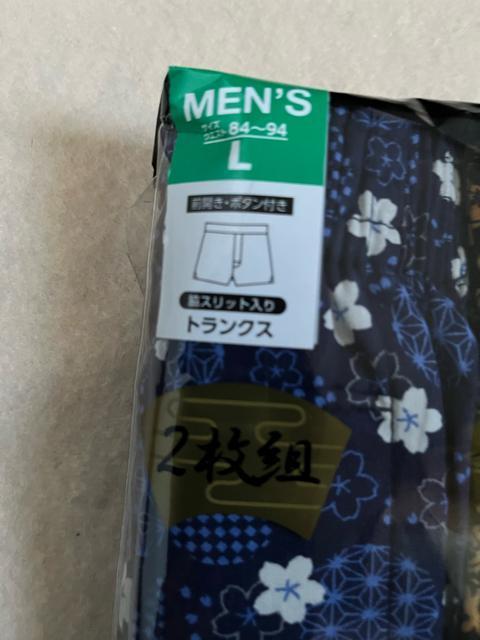 MEN'S
サイズ
ウエスト 84〜94
L
前開き・ボタン付き
脇スリット入り
トランクス
2枚組